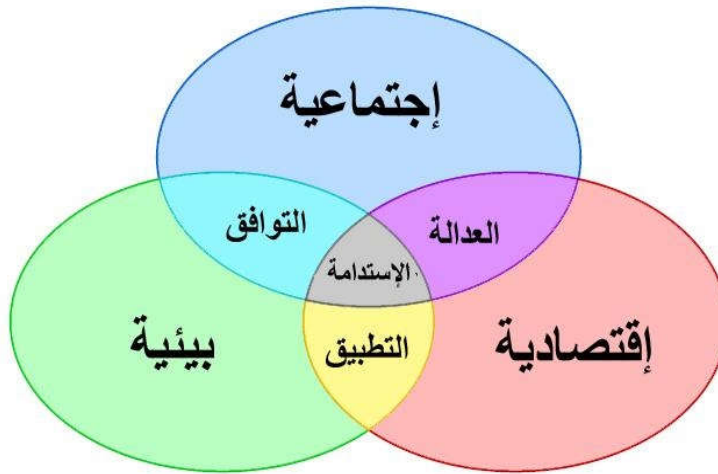 إجتماعية
العدالة
التوافق
الإستدامة
إقتصادية
التطبيق
بيئية